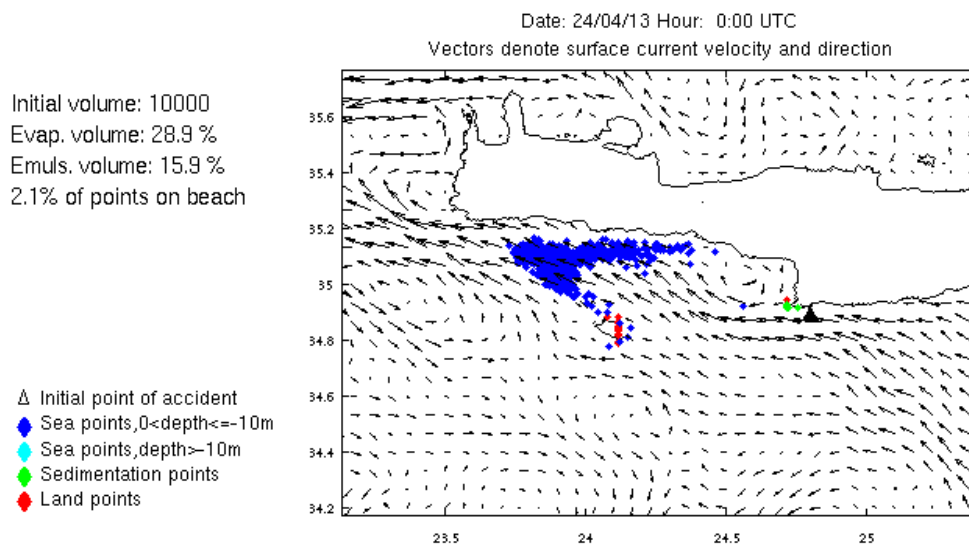 Date: 24/04/13 Hour: 0:00 UTC
Vectors denote surface current velocity and direction
Initial volume: 10000
Evap. volume: 28.9 %
Emuls. volume: 15.9 %
2.1% of points on beach
35.6
35.4
35.2
35
34.8
34.6
34.4
34.2
23.5
24
24.5
25
Initial point of accident
Sea points,0<depth<=-10m
Sea points,depth>-10m
Sedimentation points
Land points